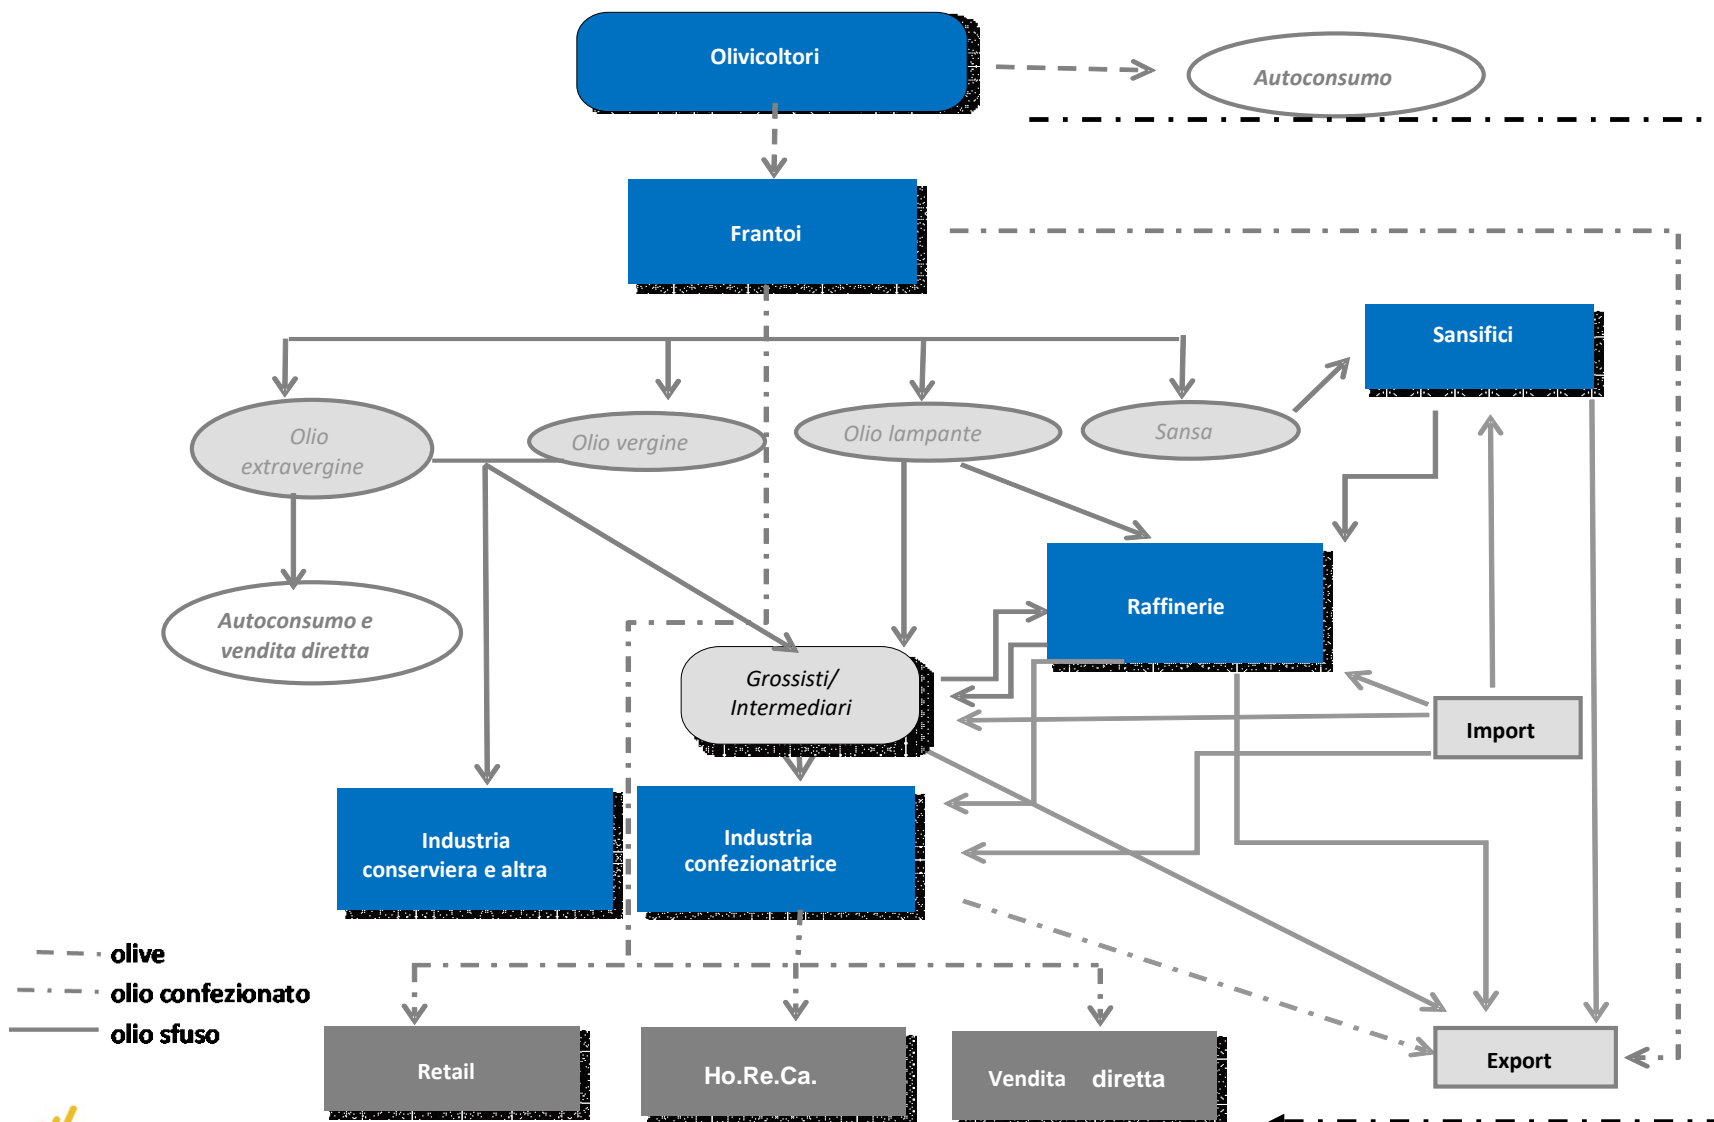 Olivicoltori
Autoconsumo
Frantoi
Sansifici
Olio
extravergine
Olio vergine
Olio lampante
Sansa
Autoconsumo e
vendita diretta
Raffinerie
Grossisti/
Intermediari
Import
Industria
conserviera e altra
Industria
confezionatrice
olive
olio confezionato
olio sfuso
Retail
Ho.Re.Ca.
Vendita diretta
Export